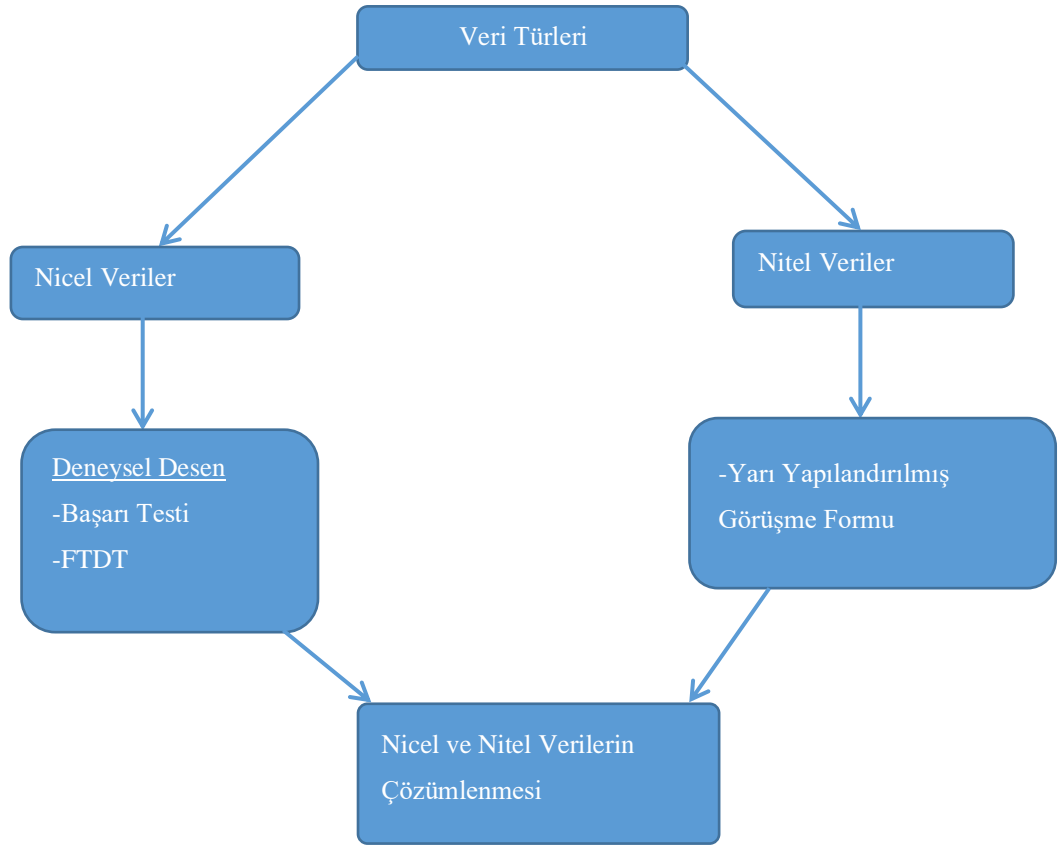 Veri Türleri
Nicel Veriler
Nitel Veriler
Deneysel Desen
-Başarı Testi
-FTDT
-Yarı Yapılandırılmış
Görüşme Formu
Nicel ve Nitel Verilerin
Çözümlenmesi